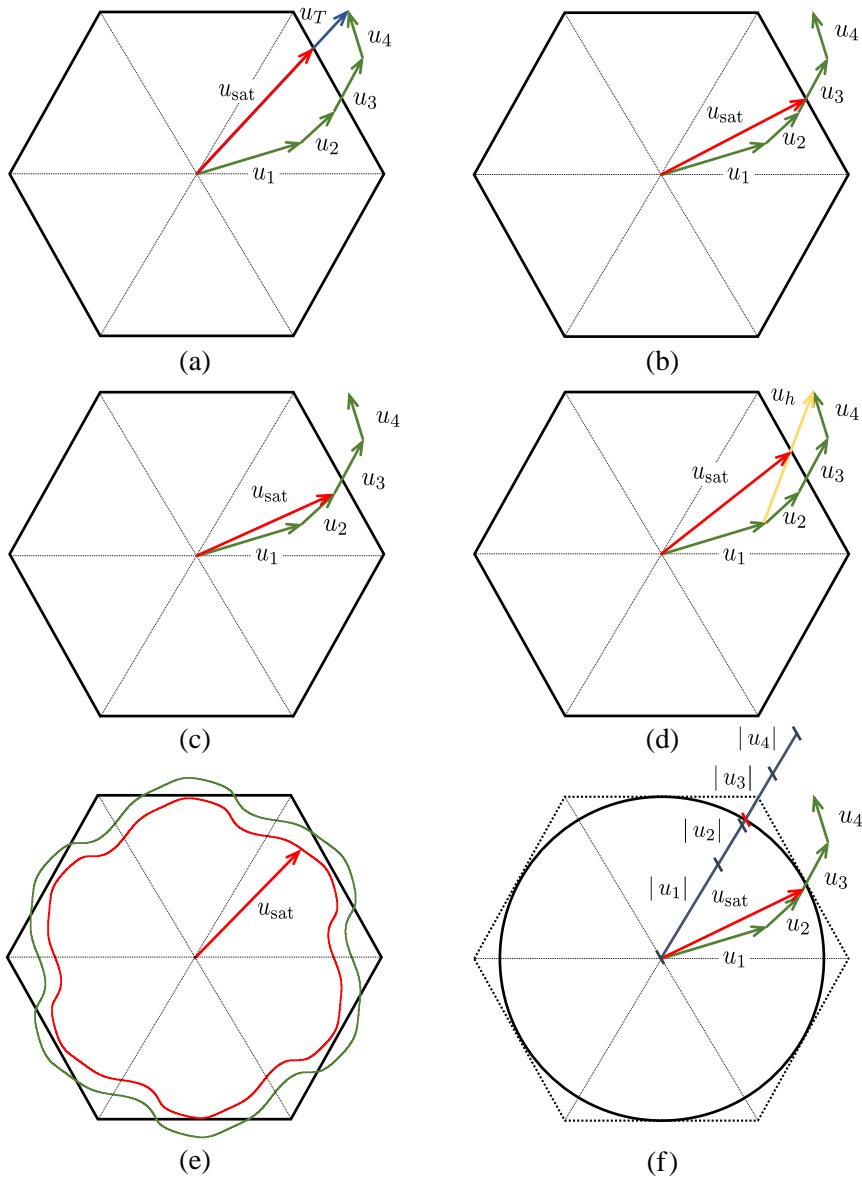 u_T
u_4
u_sat
u_3
u_2
u_1
(a)
u_4
u_3
u_sat
u_2
u_1
(b)
u_4
u_3
u_sat
u_2
u_1
(c)
u_h
u_4
u_sat
u_3
u_2
u_1
(d)
u_sat
(e)
|u_4|
|u_3|
|u_2|
|u_1|
u_4
u_3
u_sat
u_2
u_1
(f)